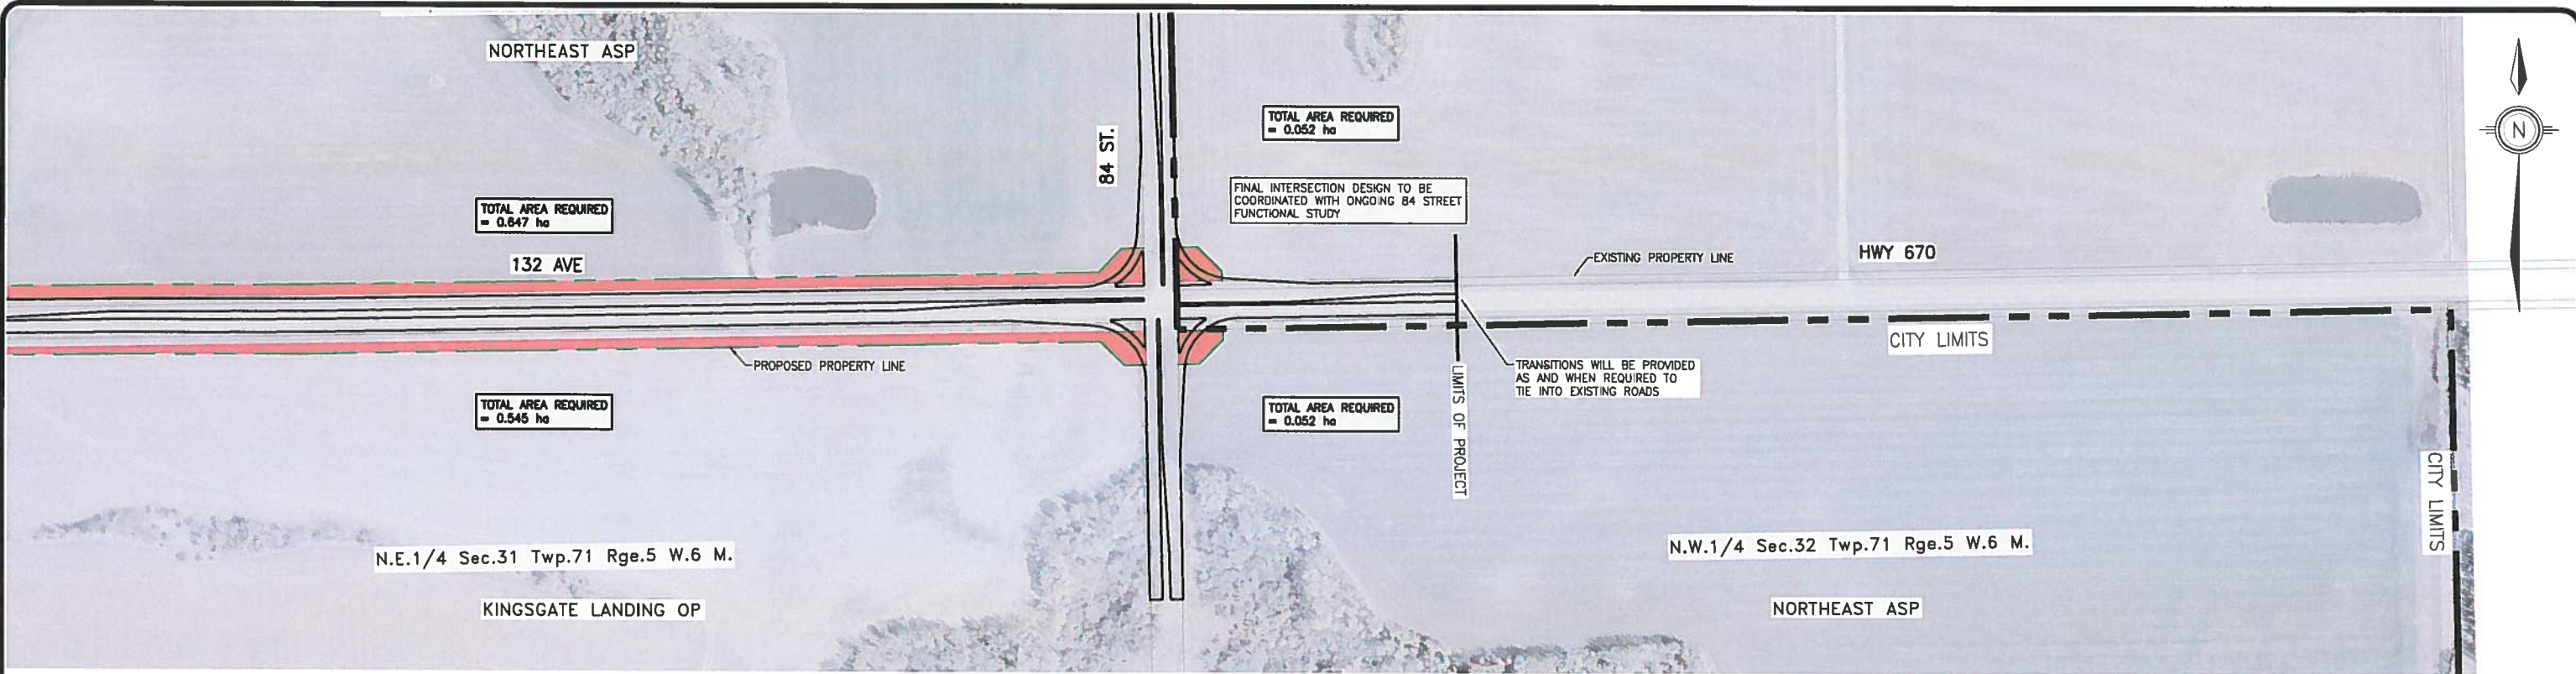 NORTHEAST ASP
TOTAL AREA REQUIRED
= 0.052 ha
84 ST.
N
FINAL INTERSECTION DESIGN TO BE
COORDINATED WITH ONGOING 84 STREET
FUNCTIONAL STUDY
TOTAL AREA REQUIRED
= 0.647 ha
132 AVE
EXISTING PROPERTY LINE
HWY 670
CITY LIMITS
PROPOSED PROPERTY LINE
TRANSITIONS WILL BE PROVIDED
AS AND WHEN REQUIRED TO
TIE INTO EXISTING ROADS
LIMITS OF PROJECT
TOTAL AREA REQUIRED
= 0.545 ha
TOTAL AREA REQUIRED
= 0.052 ha
CITY LIMITS
N.E.1/4 Sec.31 Twp.71 Rge.5 W.6 M.
N.W.1/4 Sec.32 Twp.71 Rge.5 W.6 M.
KINGSGATE LANDING OP
NORTHEAST ASP